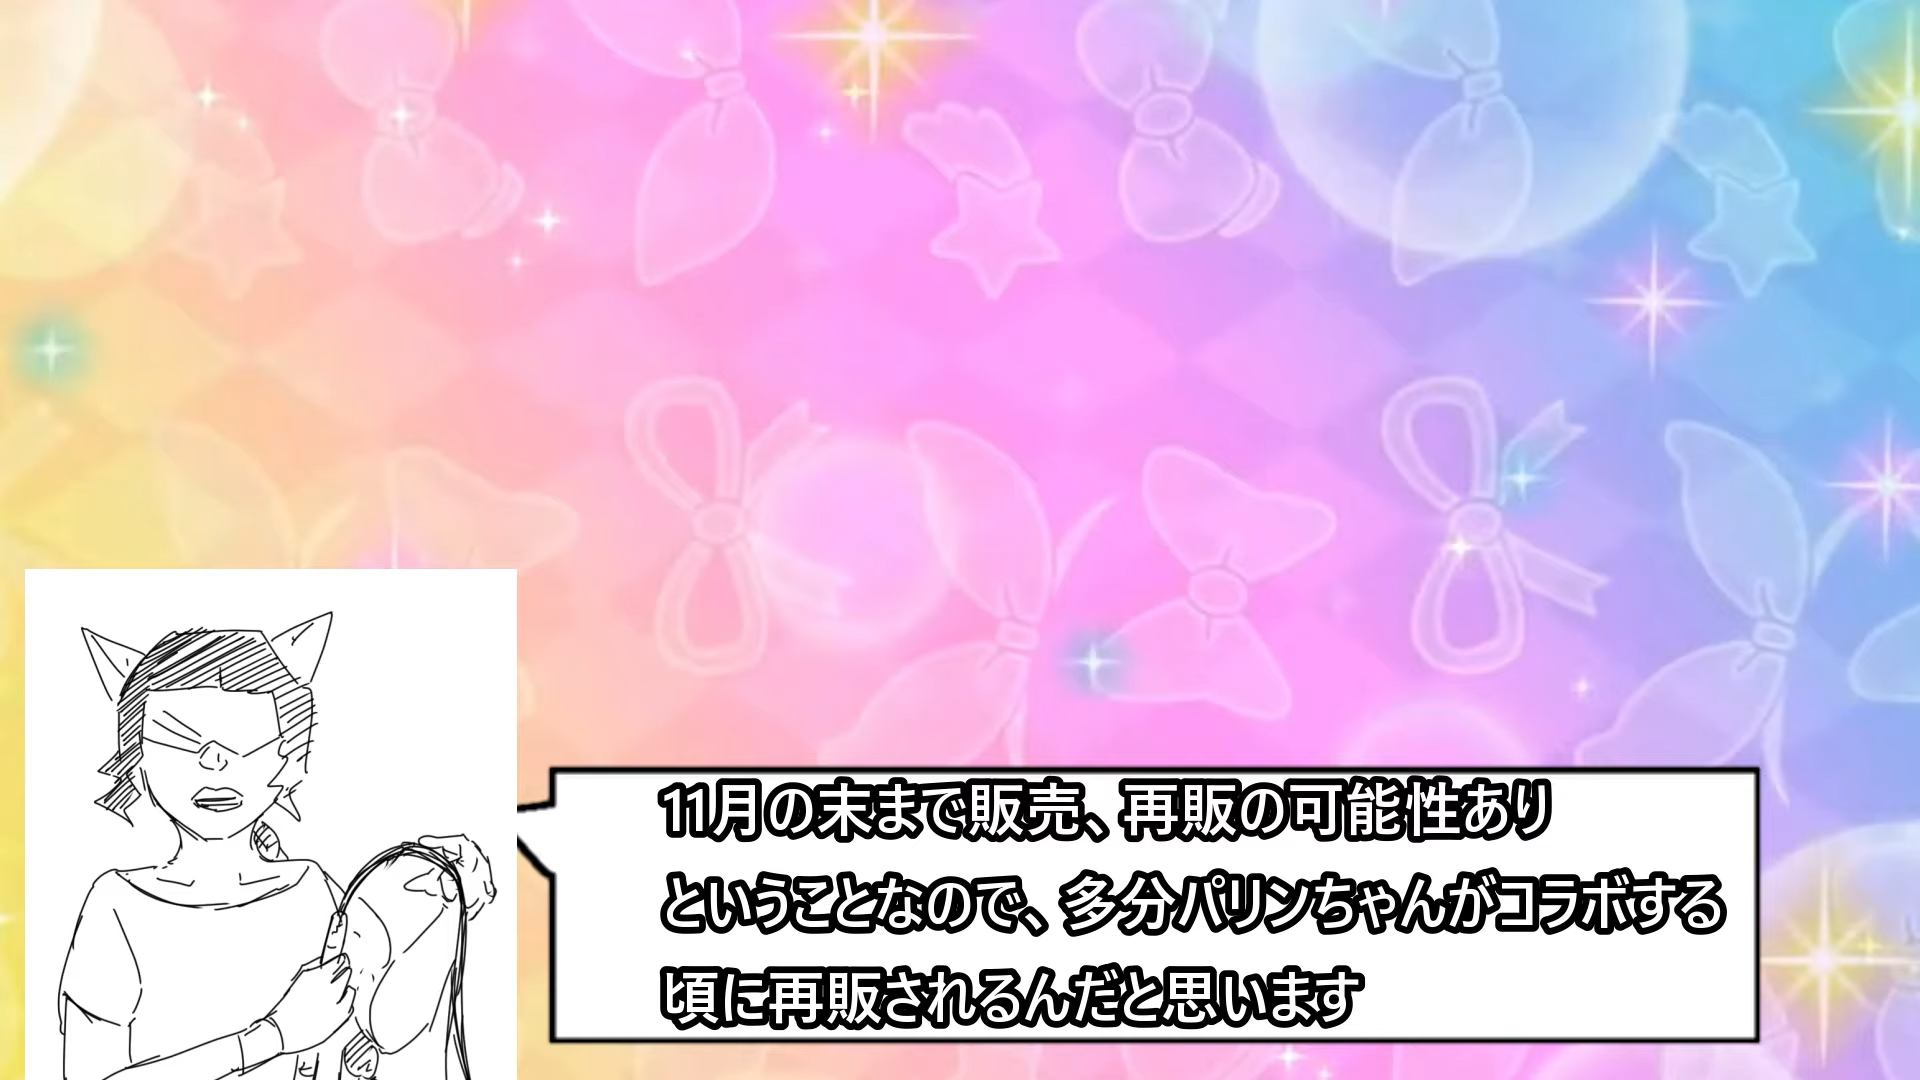 11月の末まで販売、再販の可能性あり
ということなので、多分パリンちゃんがコラボする
頃に再販されるんだと思います